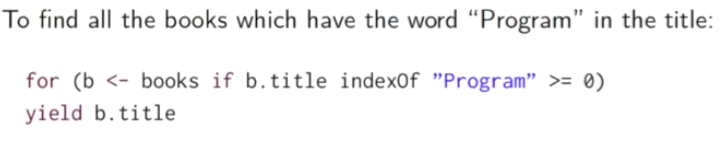 To find all the books which have the word “Program” in the title:
for (b <- books if b.title indexOf ”Program” >= 0)
yield b.title